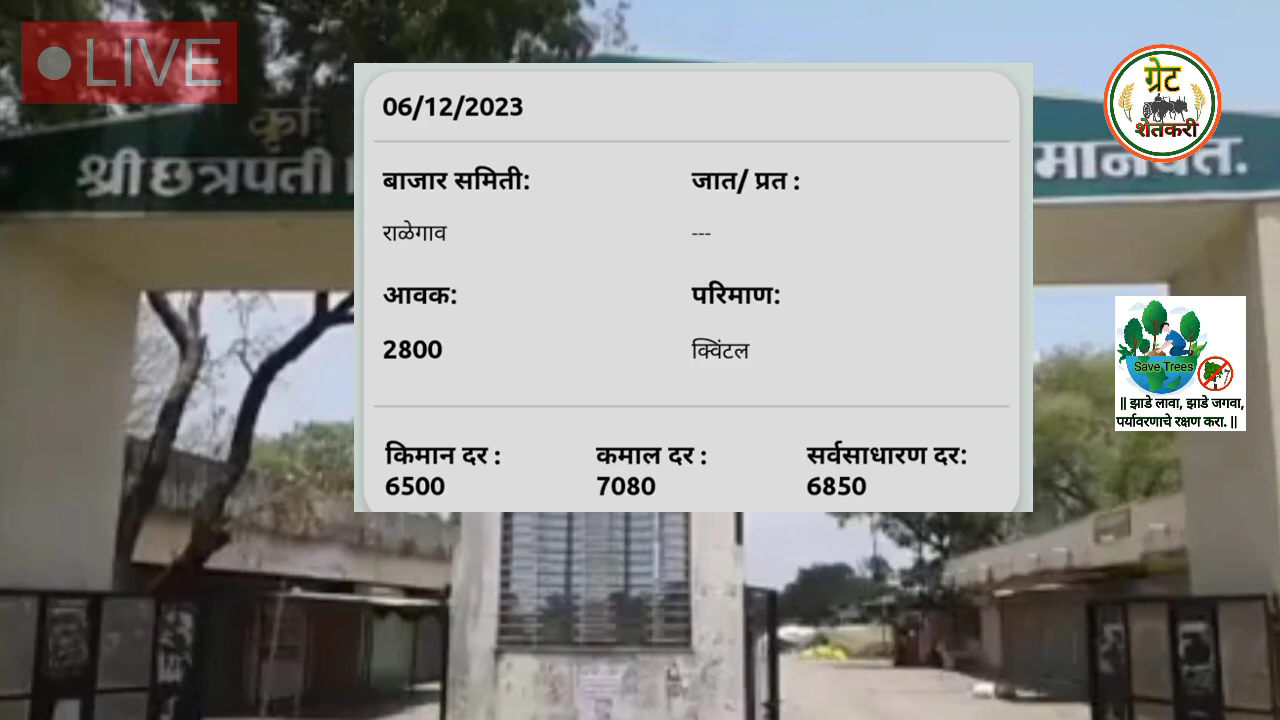 LIVE
श्री छत्रपती
मानवत.
ग्रेट
शेतकरी
06/12/2023
बाजार समिती: जात/ प्रत :
राळेगाव ---
आवक: परिमाण:
2800 क्विंटल
किमान दर : कमाल दर : सर्वसाधारण दर:
6500 7080 6850
Save Trees
|| झाडे लावा, झाडे जगवा,
पर्यावरणाचे रक्षण करा. ||